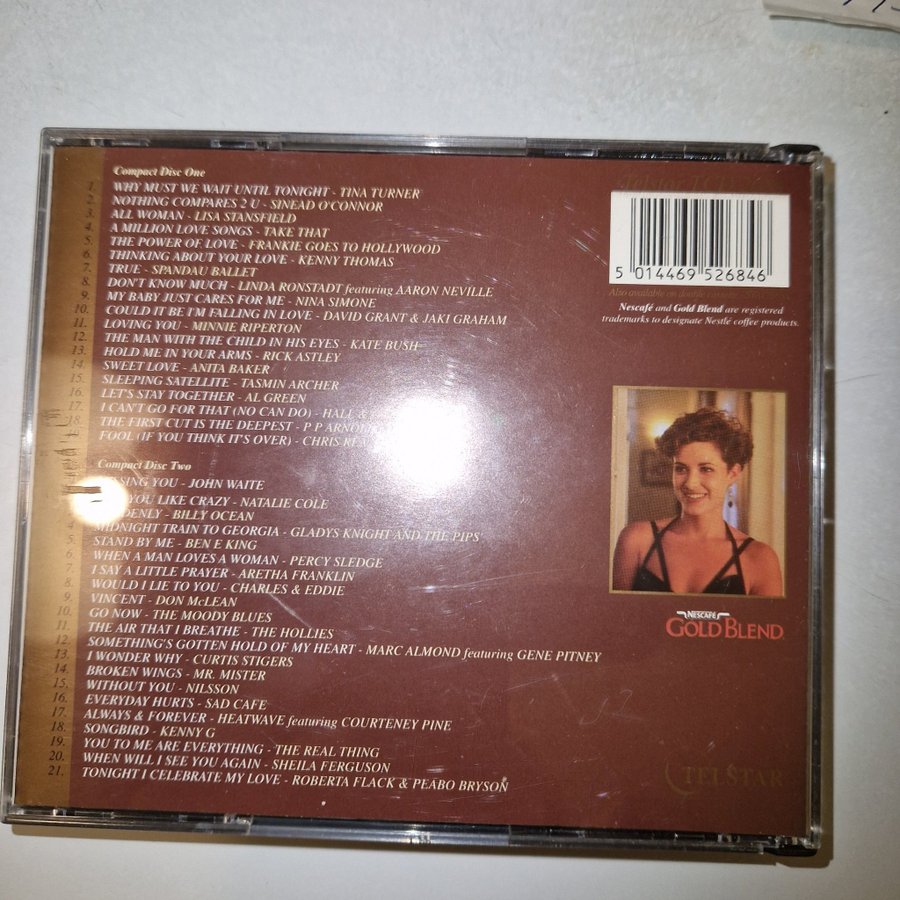 Compact Disc One
1. WHY MUST WE WAIT UNTIL TONIGHT - TINA TURNER
2. NOTHING COMPARES 2 U - SINEAD O'CONNOR
3. ALL WOMAN - LISA STANSFIELD
4. A MILLION LOVE SONGS - TAKE THAT
5. THE POWER OF LOVE - FRANKIE GOES TO HOLLYWOOD
6. THINKING ABOUT YOUR LOVE - KENNY THOMAS
7. TRUE - SPANDAU BALLET
8. DON'T KNOW MUCH - LINDA RONSTADT featuring AARON NEVILLE
9. MY BABY JUST CARES FOR ME - NINA SIMONE
10. COULD IT BE I'M FALLING IN LOVE - DAVID GRANT & JAKI GRAHAM
11. LOVING YOU - MINNIE RIPERTON
12. THE MAN WITH THE CHILD IN HIS EYES - KATE BUSH
13. HOLD ME IN YOUR ARMS - RICK ASTLEY
14. SWEET LOVE - ANITA BAKER
15. SLEEPING SATELLITE - TASMIN ARCHER
16. LET'S STAY TOGETHER - AL GREEN
17. I CAN'T GO FOR THAT (NO CAN DO) - HALL &
18. THE FIRST CUT IS THE DEEPEST - P P ARNOLD
19. FOOL (IF YOU THINK IT'S OVER) - CHRIS REA
Compact Disc Two
YOU - JOHN WAITE
YOU LIKE CRAZY - NATALIE COLE
- BILLY OCEAN
4. MIDNIGHT TRAIN TO GEORGIA - GLADYS KNIGHT AND THE PIPS
5. STAND BY ME - BEN E KING
6. WHEN A MAN LOVES A WOMAN - PERCY SLEDGE
7. I SAY A LITTLE PRAYER - ARETHA FRANKLIN
8. WOULD I LIE TO YOU - CHARLES & EDDIE
9. VINCENT - DON McLEAN
10. GO NOW - THE MOODY BLUES
11. THE AIR THAT I BREATHE - THE HOLLIES
12. SOMETHING'S GOTTEN HOLD OF MY HEART - MARC ALMOND featuring GENE PITNEY
13. I WONDER WHY - CURTIS STIGERS
14. BROKEN WINGS - MR. MISTER
15. WITHOUT YOU - NILSSON
16. EVERYDAY HURTS - SAD CAFE
17. ALWAYS & FOREVER - HEATWAVE featuring COURTENEY PINE
18. SONGBIRD - KENNY G
19. YOU TO ME ARE EVERYTHING - THE REAL THING
20. WHEN WILL I SEE YOU AGAIN - SHEILA FERGUSON
21. TONIGHT I CELEBRATE MY LOVE - ROBERTA FLACK & PEABO BRYSON
5 014469 526846
Also available on double
Nescafé and Gold Blend are registered
trademarks to designate Nestlé coffee products.
NESCAFÉ
GOLD BLEND
TELSTAR